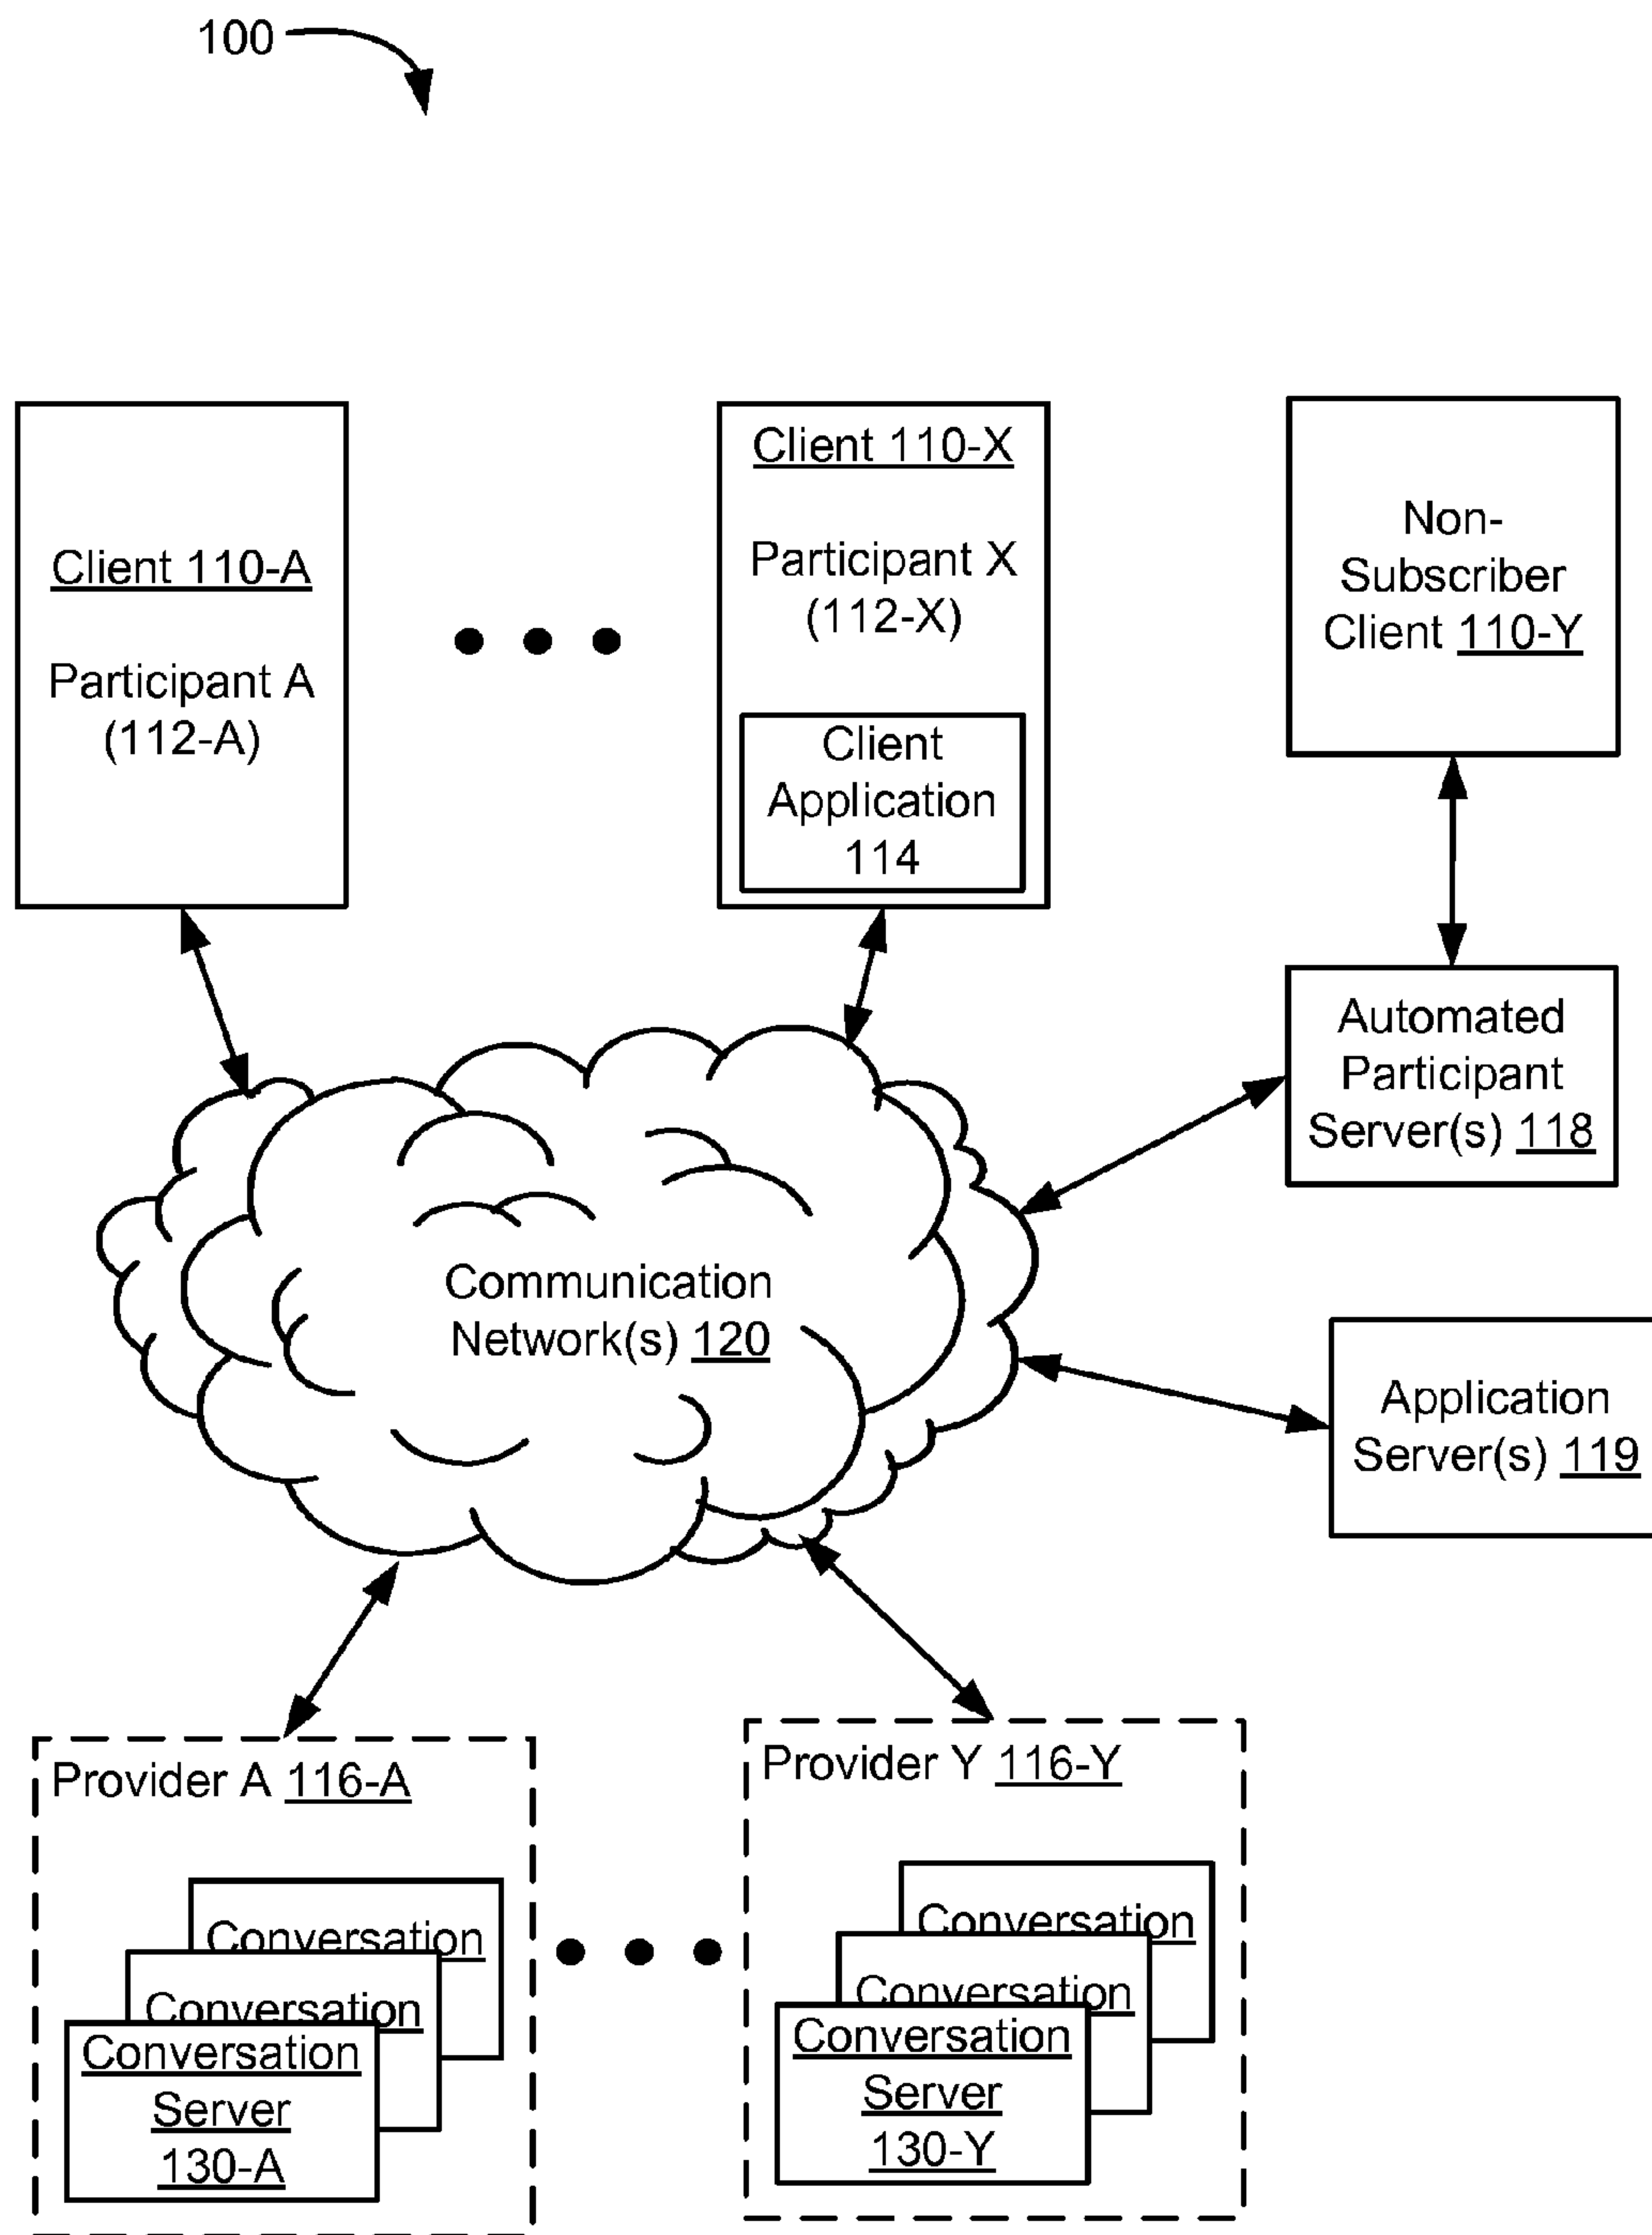 100
Client 110-A
Participant A
(112-A)
Client 110-X
Participant X
(112-X)
Client
Application
114
Non-
Subscriber
Client 110-Y
Automated
Participant
Server(s) 118
Communication
Network(s) 120
Application
Server(s) 119
Provider A 116-A
Conversation
Conversation
Conversation
Server
130-A
Provider Y 116-Y
Conversation
Conversation
Conversation
Server
130-Y